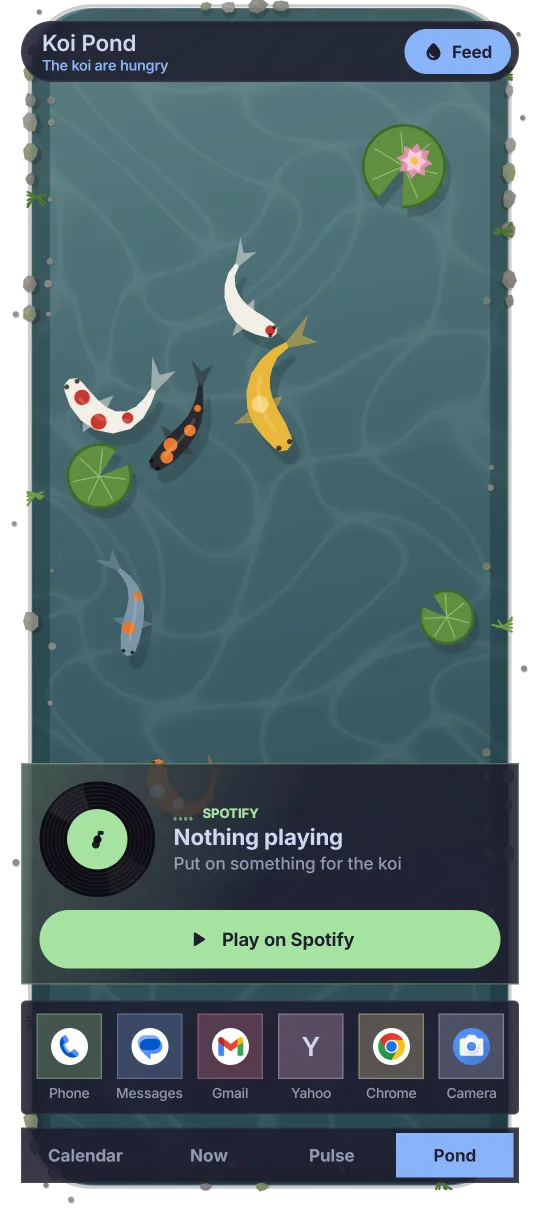 Koi Pond
The koi are hungry
Feed
SPOTIFY
Nothing playing
Put on something for the koi
Play on Spotify
Y
Phone
Messages
Gmail
Yahoo
Chrome
Camera
Calendar
Now
Pulse
Pond